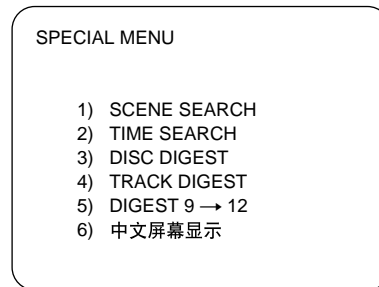 SPECIAL MENU
1) SCENE SEARCH
2) TIME SEARCH
3) DISC DIGEST
4) TRACK DIGEST
5) DIGEST 9 → 12
6) 中文屏幕显示